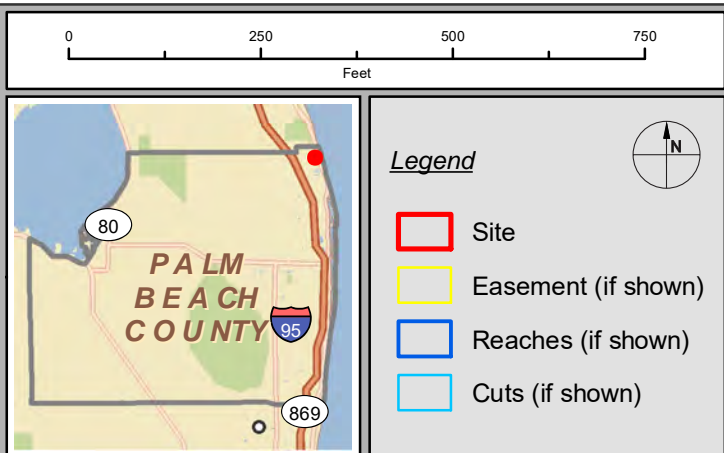 0 250 500 750
Feet
80
PALM
BEACH
COUNTY
95
869
Legend
N
Site
Easement (if shown)
Reaches (if shown)
Cuts (if shown)